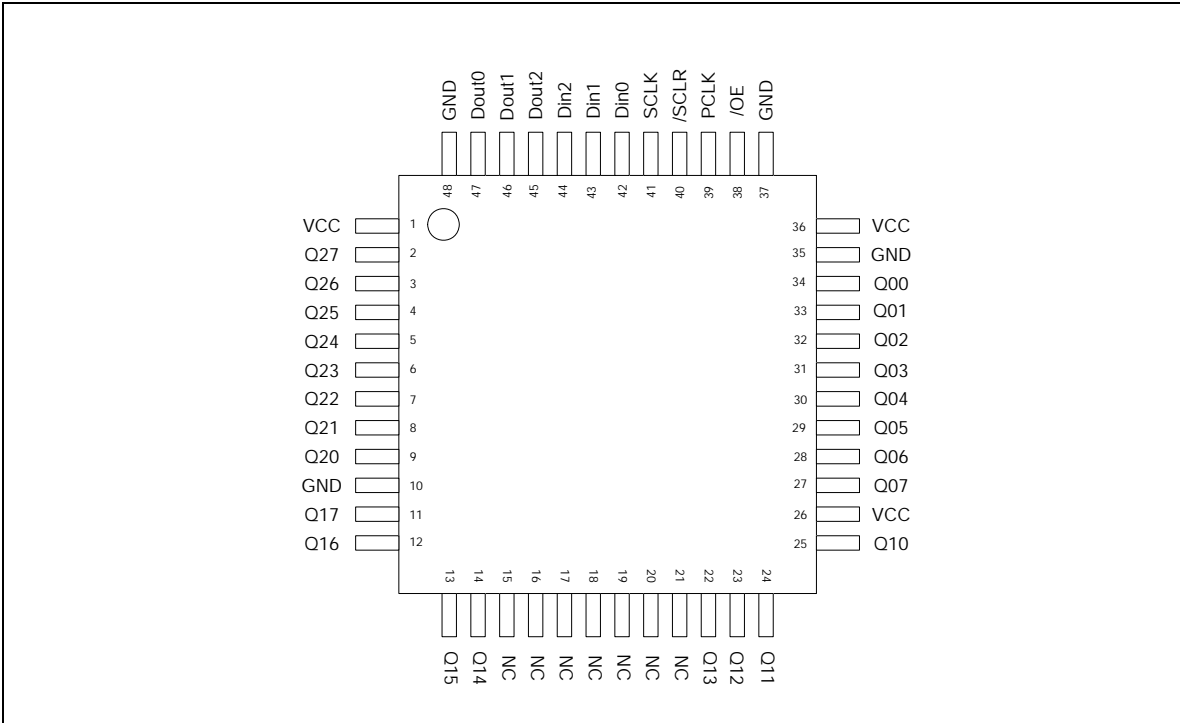 GND Dout0 Dout1 Dout2 Din2 Din1 Din0 SCLK /SCLR PCLK /OE GND
48 47 46 45 44 43 42 41 40 39 38 37
VCC 1 36 VCC
Q27 2 35 GND
Q26 3 34 Q00
Q25 4 33 Q01
Q24 5 32 Q02
Q23 6 31 Q03
Q22 7 30 Q04
Q21 8 29 Q05
Q20 9 28 Q06
GND 10 27 Q07
Q17 11 26 VCC
Q16 12 25 Q10
13 14 15 16 17 18 19 20 21 22 23 24
Q15 Q14 NC NC NC NC NC NC NC Q13 Q12 Q11